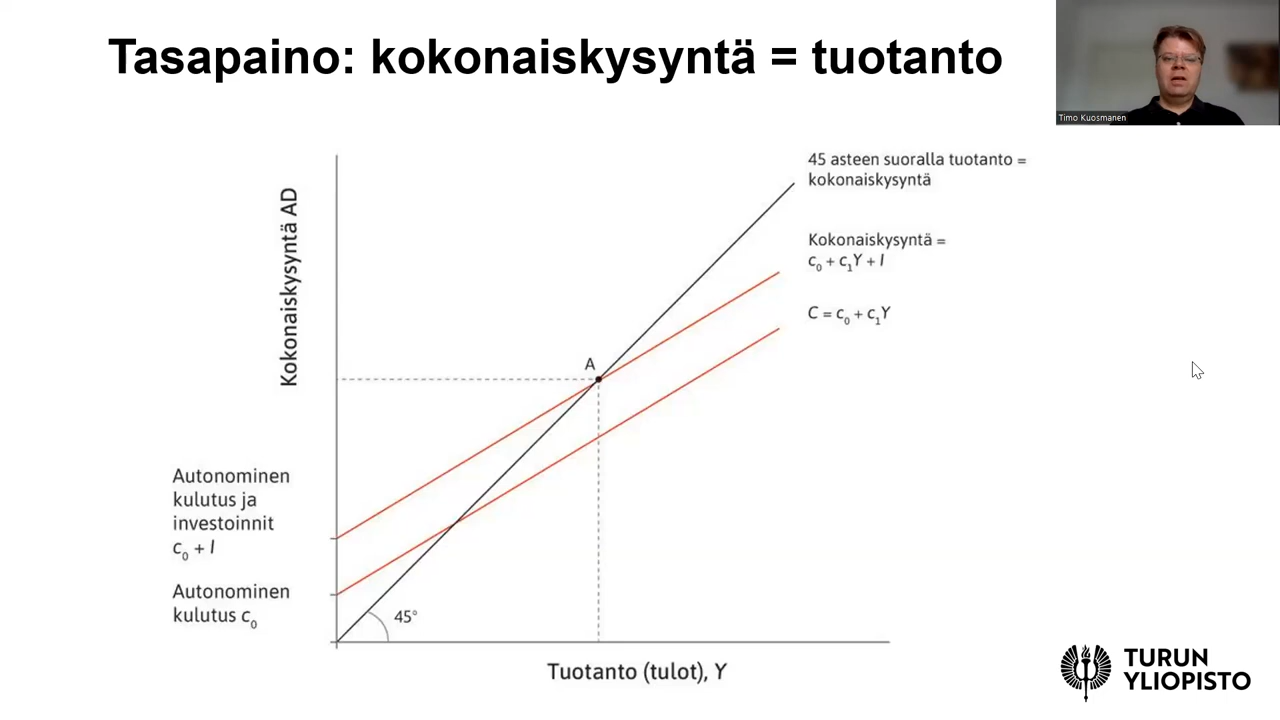 Tasapaino: kokonaiskysyntä = tuotanto
Timo Kuosmanen
45 asteen suoralla tuotanto =
kokonaiskysyntä
Kokonaiskysyntä AD
Kokonaiskysyntä =
c₀ + c₁Y + I
C = c₀ + c₁Y
A
Autonominen
kulutus ja
investoinnit
c₀ + I
Autonominen
kulutus c₀
45°
Tuotanto (tulot), Y
TURUN
YLIOPISTO